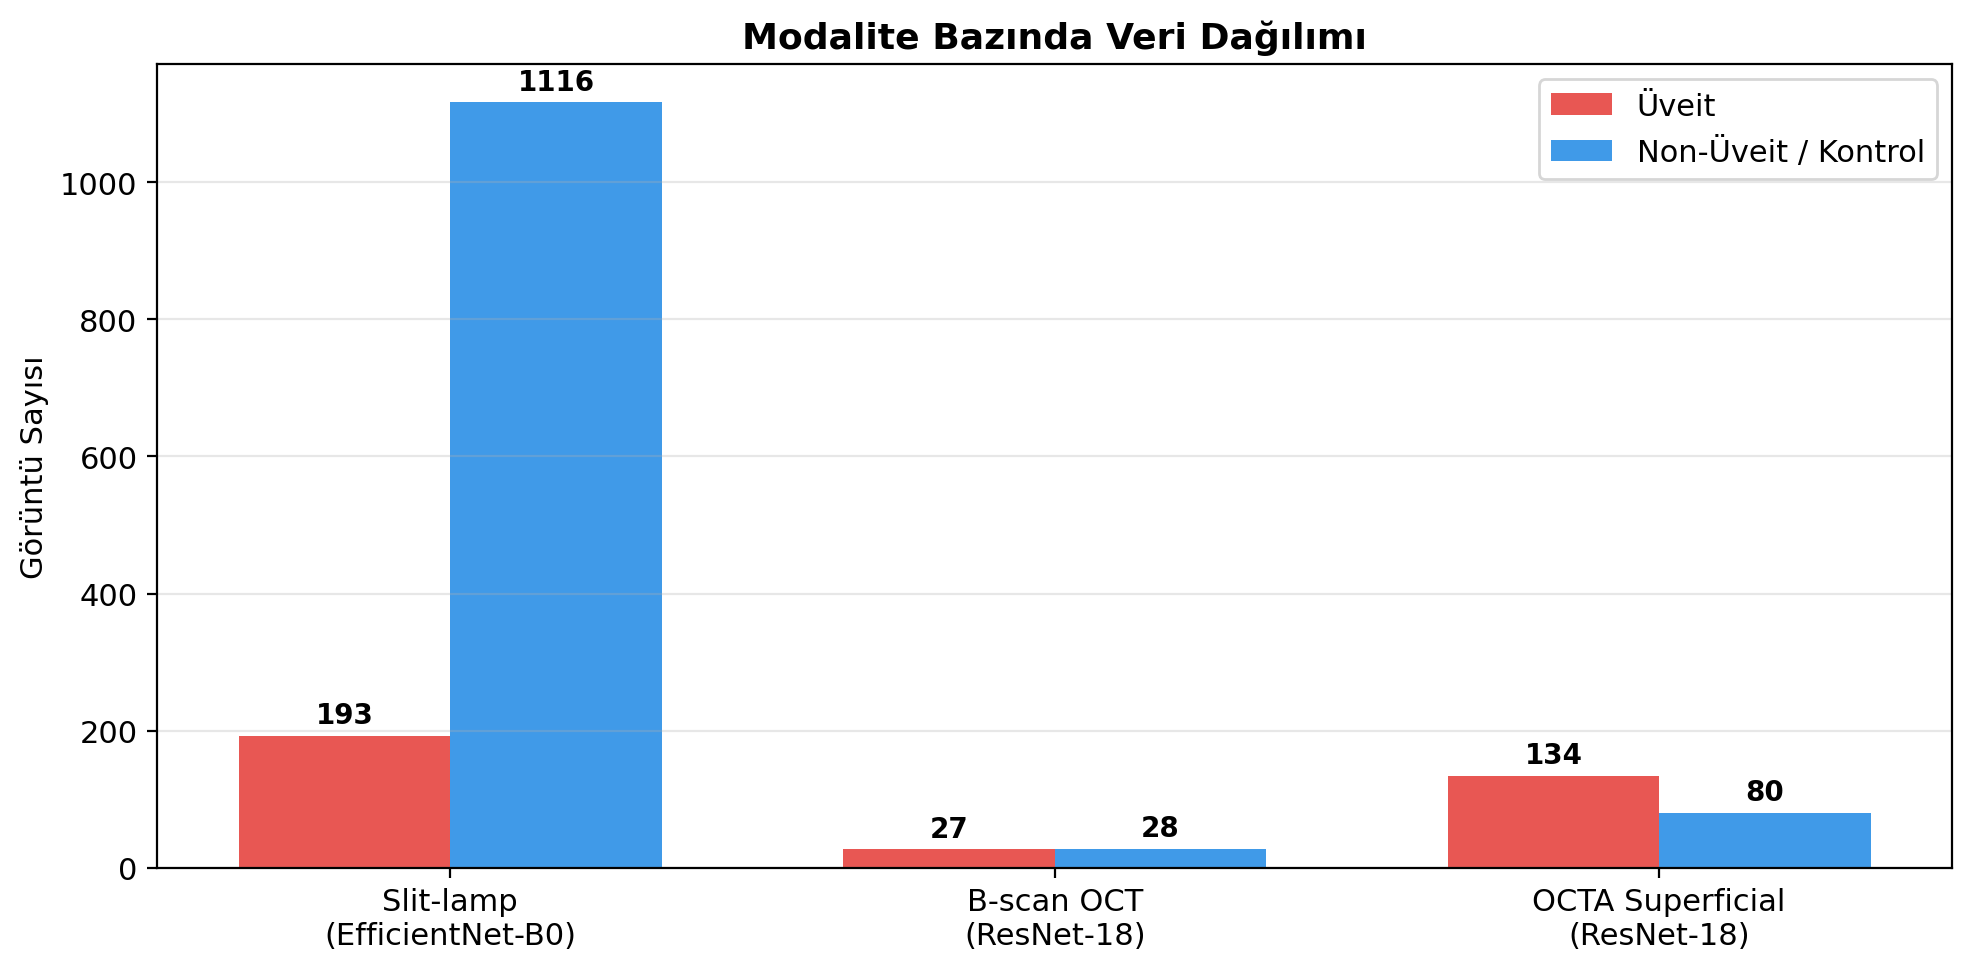 Modalite Bazında Veri Dağılımı
Üveit
Non-Üveit / Kontrol
Görüntü Sayısı
1000
800
600
400
200
0
1116
193
27
28
134
80
Slit-lamp
(EfficientNet-B0)
B-scan OCT
(ResNet-18)
OCTA Superficial
(ResNet-18)